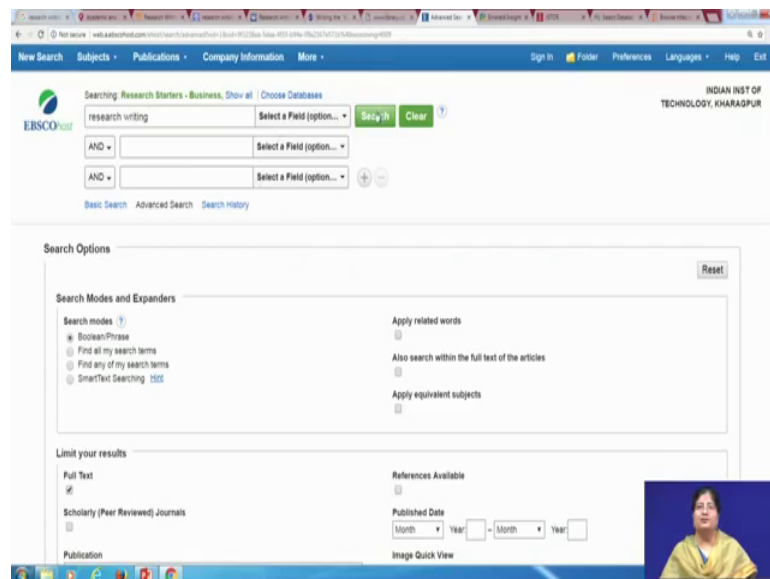 Not secure
New Search Subjects Publications Company Information More Sign In Folder Preferences Languages Help Exit
Searching: Research Starters - Business, Show all | Choose Databases
INDIAN INST OF
TECHNOLOGY, KHARAGPUR
EBSCOhost
research writing Select a Field (option... Search Clear ?
AND Select a Field (option...
AND Select a Field (option...
Basic Search Advanced Search Search History
Search Options
Reset
Search Modes and Expanders
Search modes ? Apply related words
Boolean/Phrase
Find all my search terms Also search within the full text of the articles
Find any of my search terms
SmartText Searching Hint
Apply equivalent subjects
Limit your results
Full Text References Available
Scholarly (Peer Reviewed) Journals Published Date
Month Year: – Month Year:
Publication Image Quick View